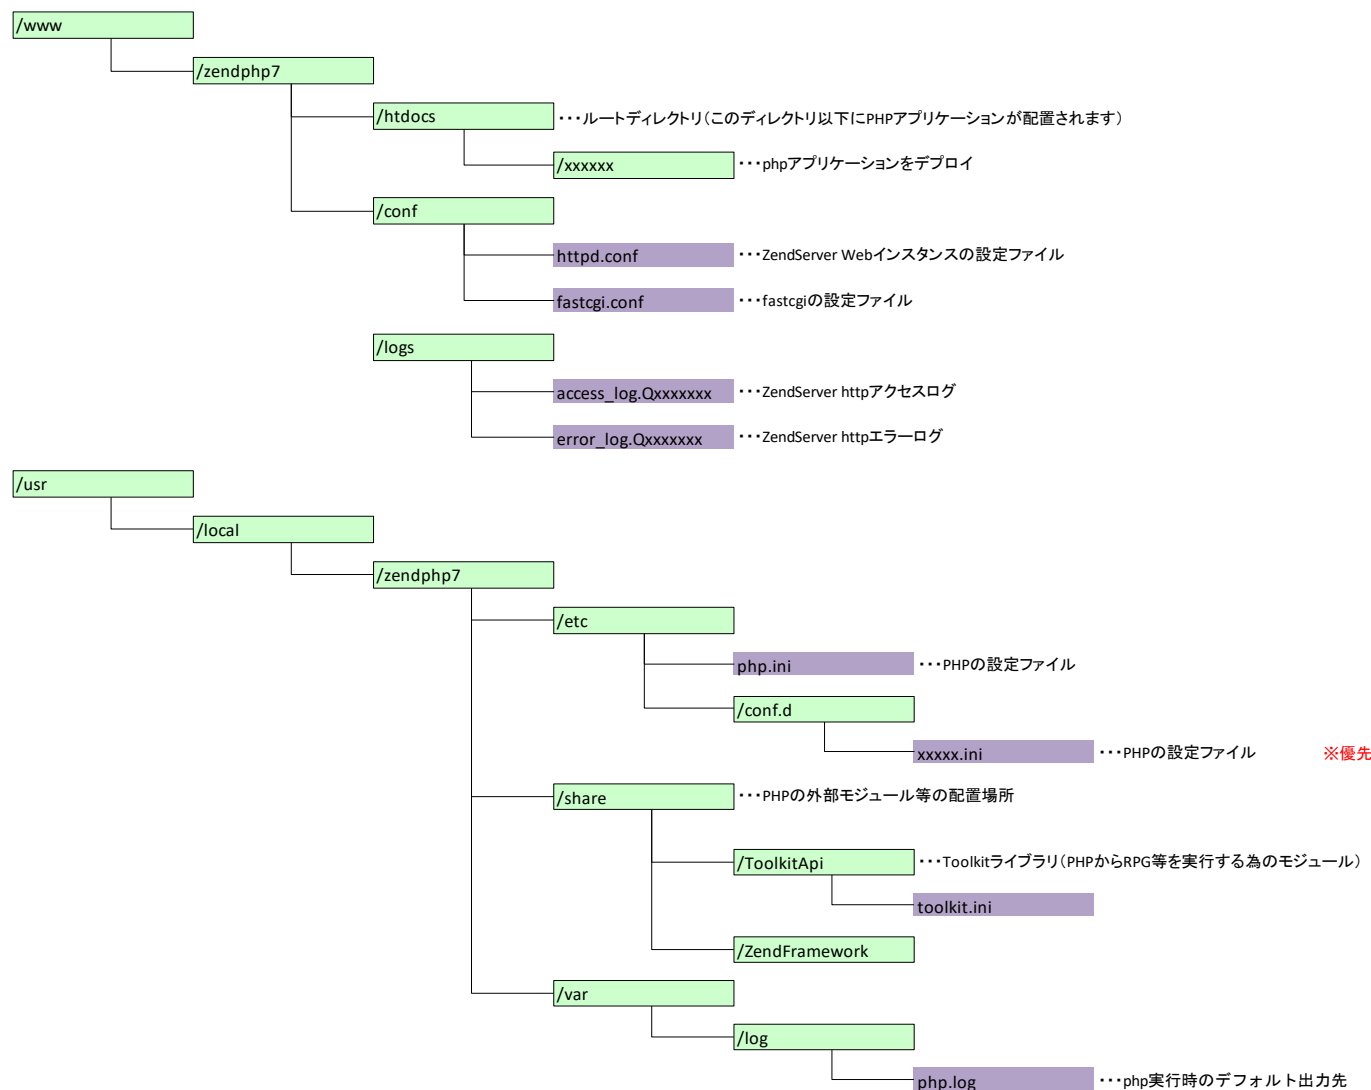 /www
/zendphp7
/htdocs ・・・ルートディレクトリ(このディレクトリ以下にPHPアプリケーションが配置されます)
/xxxxxx ・・・phpアプリケーションをデプロイ
/conf
httpd.conf ・・・ZendServer Webインスタンスの設定ファイル
fastcgi.conf ・・・fastcgiの設定ファイル
/logs
access_log.Qxxxxxxx ・・・ZendServer httpアクセスログ
error_log.Qxxxxxxx ・・・ZendServer httpエラーログ
/usr
/local
/zendphp7
/etc
php.ini ・・・PHPの設定ファイル
/conf.d
xxxxx.ini ・・・PHPの設定ファイル ※優先
/share ・・・PHPの外部モジュール等の配置場所
/ToolkitApi ・・・Toolkitライブラリ(PHPからRPG等を実行する為のモジュール)
toolkit.ini
/ZendFramework
/var
/log
php.log ・・・php実行時のデフォルト出力先